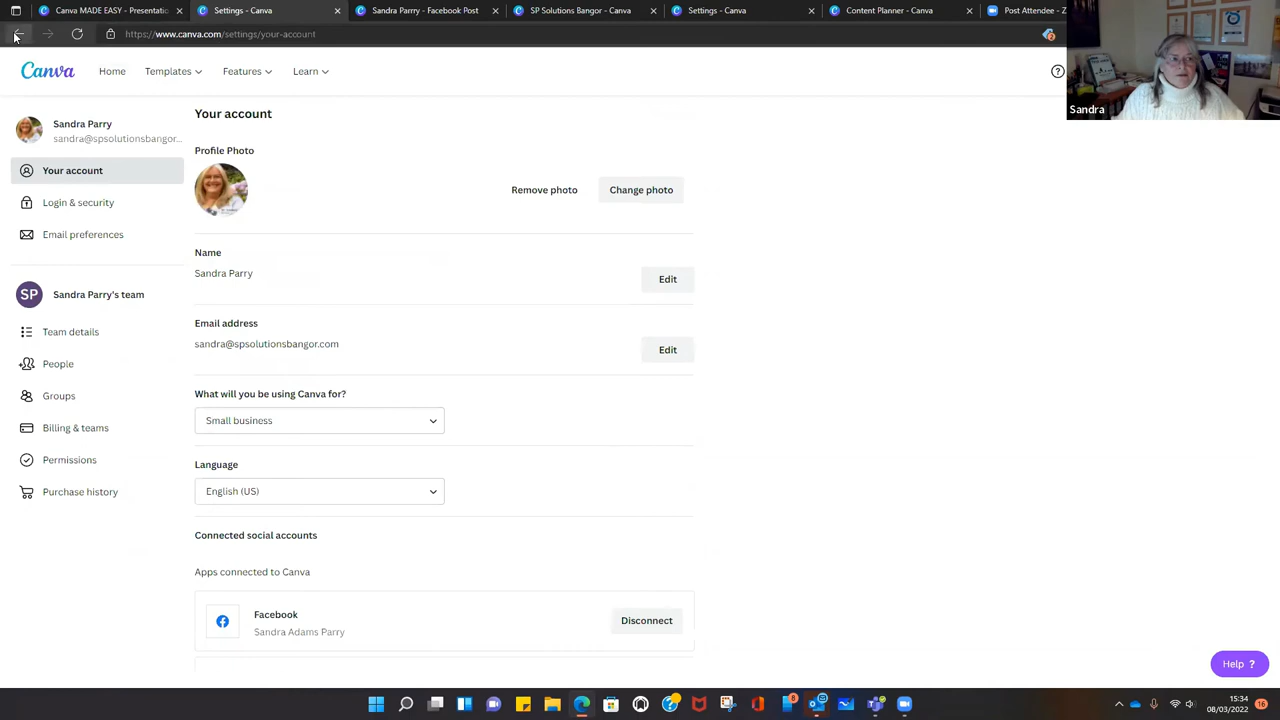 Canva MADE EASY - Presentatio
Settings - Canva
Sandra Parry - Facebook Post
SP Solutions Bangor - Canva
Settings - Canva
Content Planner - Canva
Post Attendee - Z
https://www.canva.com/settings/your-account
2
Canva
Home
Templates
Features
Learn
?
Sandra
Sandra Parry
sandra@spsolutionsbangor...
Your account
Login & security
Email preferences
SP
Sandra Parry's team
Team details
People
Groups
Billing & teams
Permissions
Purchase history
Your account
Profile Photo
Remove photo
Change photo
Name
Sandra Parry
Edit
Email address
sandra@spsolutionsbangor.com
Edit
What will you be using Canva for?
Small business
Language
English (US)
Connected social accounts
Apps connected to Canva
Facebook
Sandra Adams Parry
Disconnect
Help ?
8
15:34
08/03/2022
16